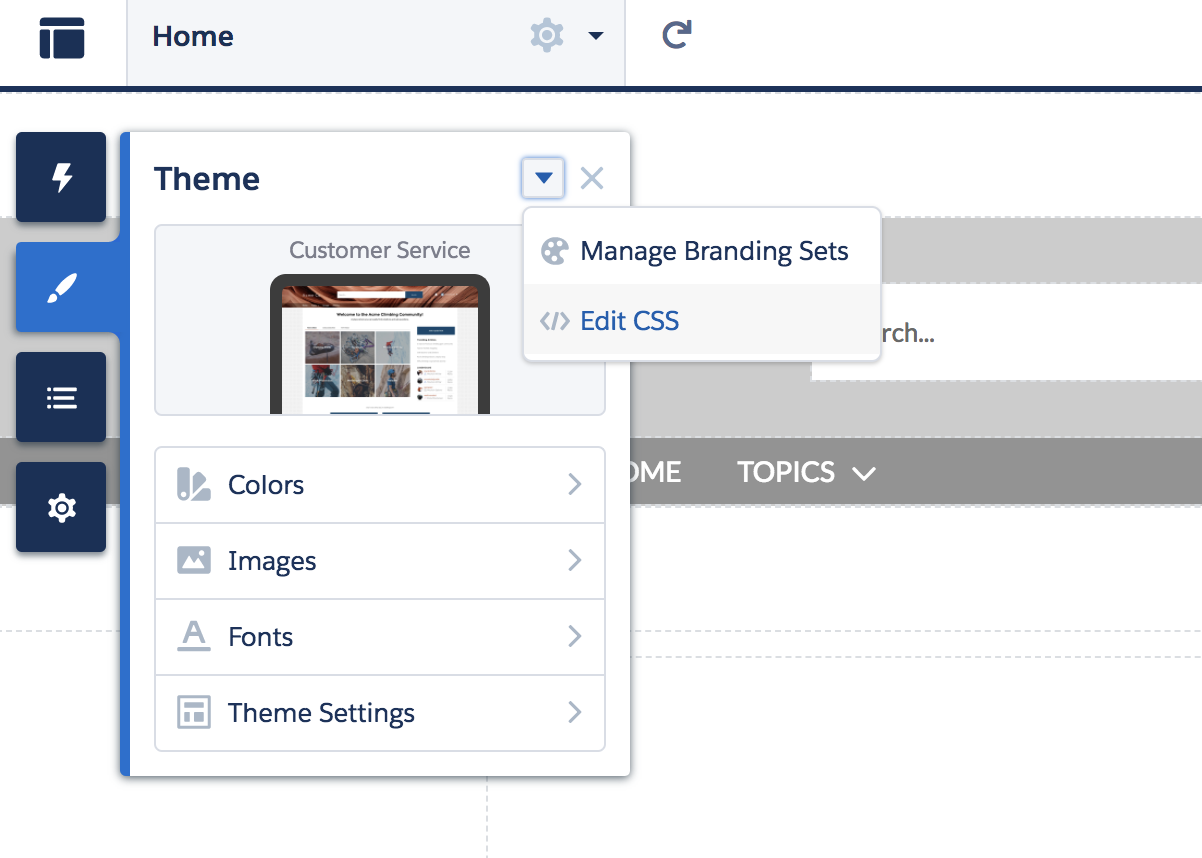 Home
Theme
Customer Service
Welcome to the Acme Climbing Community!
Manage Branding Sets
</> Edit CSS
rch...
OME
TOPICS
Colors
Images
Fonts
Theme Settings